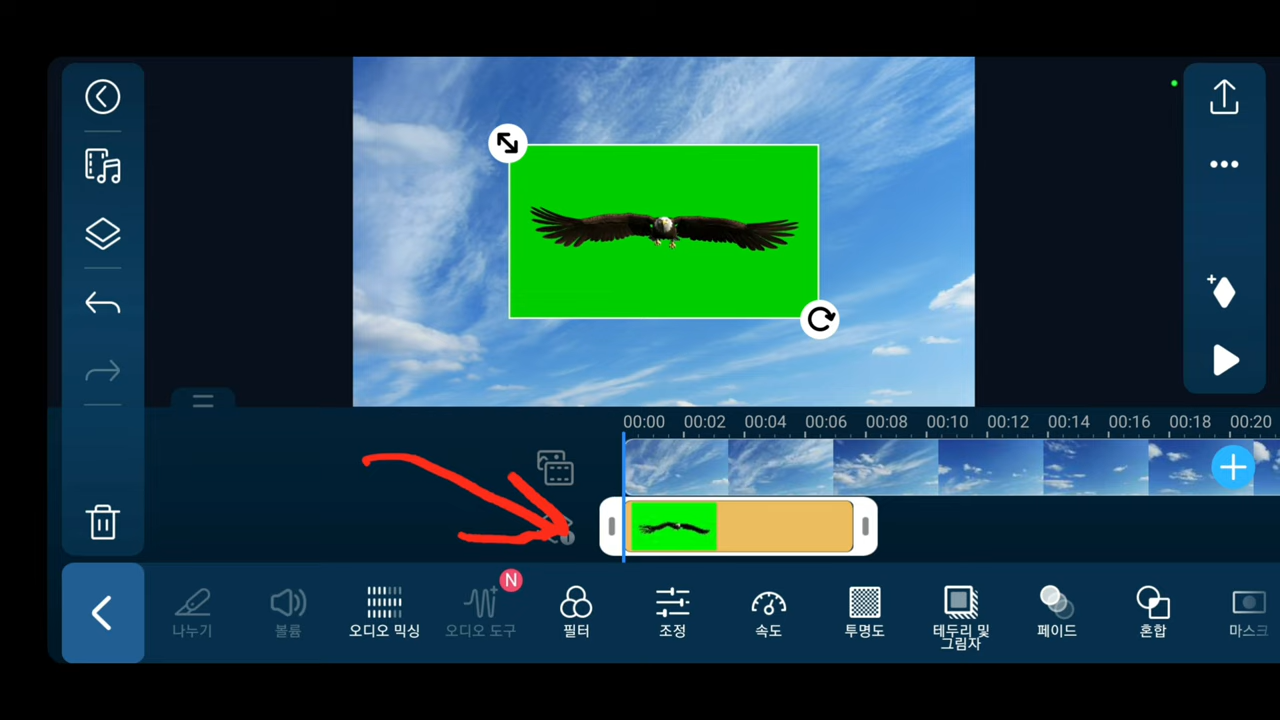 00:00 00:02 00:04 00:06 00:08 00:10 00:12 00:14 00:16 00:18 00:20
1
N
나누기 볼륨 오디오 믹싱 오디오 도구 필터 조정 속도 투명도 테두리 및 페이드 혼합 마스크
그림자